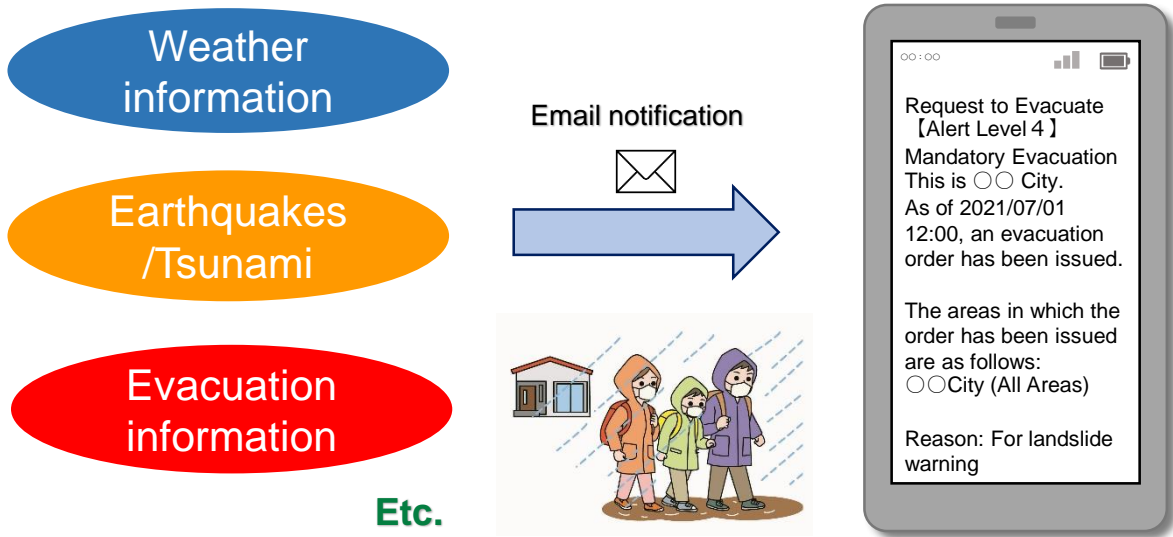 Weather
information
Earthquakes
/Tsunami
Evacuation
information
Etc.
Email notification
○○:○○
Request to Evacuate
【Alert Level 4】
Mandatory Evacuation
This is ○○ City.
As of 2021/07/01
12:00, an evacuation
order has been issued.
The areas in which the
order has been issued
are as follows:
○○City (All Areas)
Reason: For landslide
warning